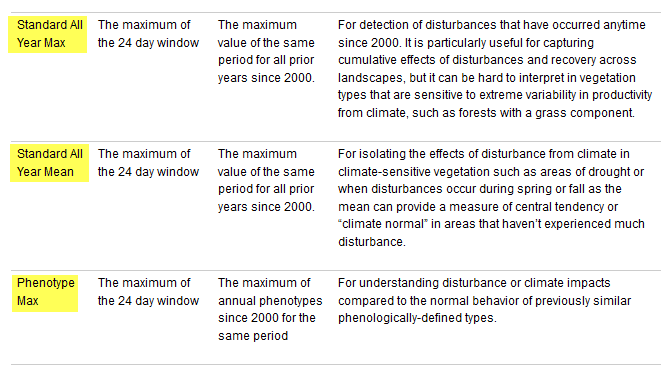 Standard All
Year Max
The maximum of
the 24 day window
The maximum
value of the same
period for all prior
years since 2000.
For detection of disturbances that have occurred anytime
since 2000. It is particularly useful for capturing
cumulative effects of disturbances and recovery across
landscapes, but it can be hard to interpret in vegetation
types that are sensitive to extreme variability in productivity
from climate, such as forests with a grass component.
Standard All
Year Mean
The maximum of
the 24 day window
The maximum
value of the same
period for all prior
years since 2000.
For isolating the effects of disturbance from climate in
climate-sensitive vegetation such as areas of drought or
when disturbances occur during spring or fall as the
mean can provide a measure of central tendency or
“climate normal” in areas that haven’t experienced much
disturbance.
Phenotype
Max
The maximum of
the 24 day window
The maximum of
annual phenotypes
since 2000 for the
same period
For understanding disturbance or climate impacts
compared to the normal behavior of previously similar
phenologically-defined types.